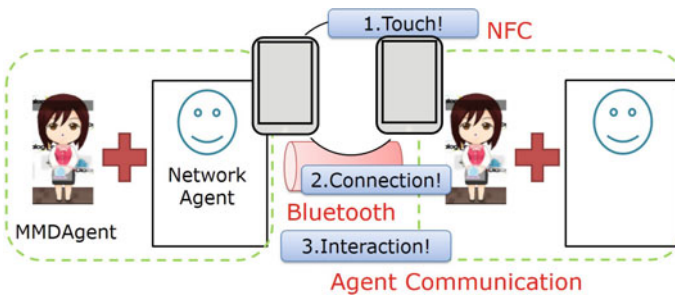 1.Touch!
NFC
Network
Agent
MMDAgent
2.Connection!
Bluetooth
3.Interaction!
Agent Communication